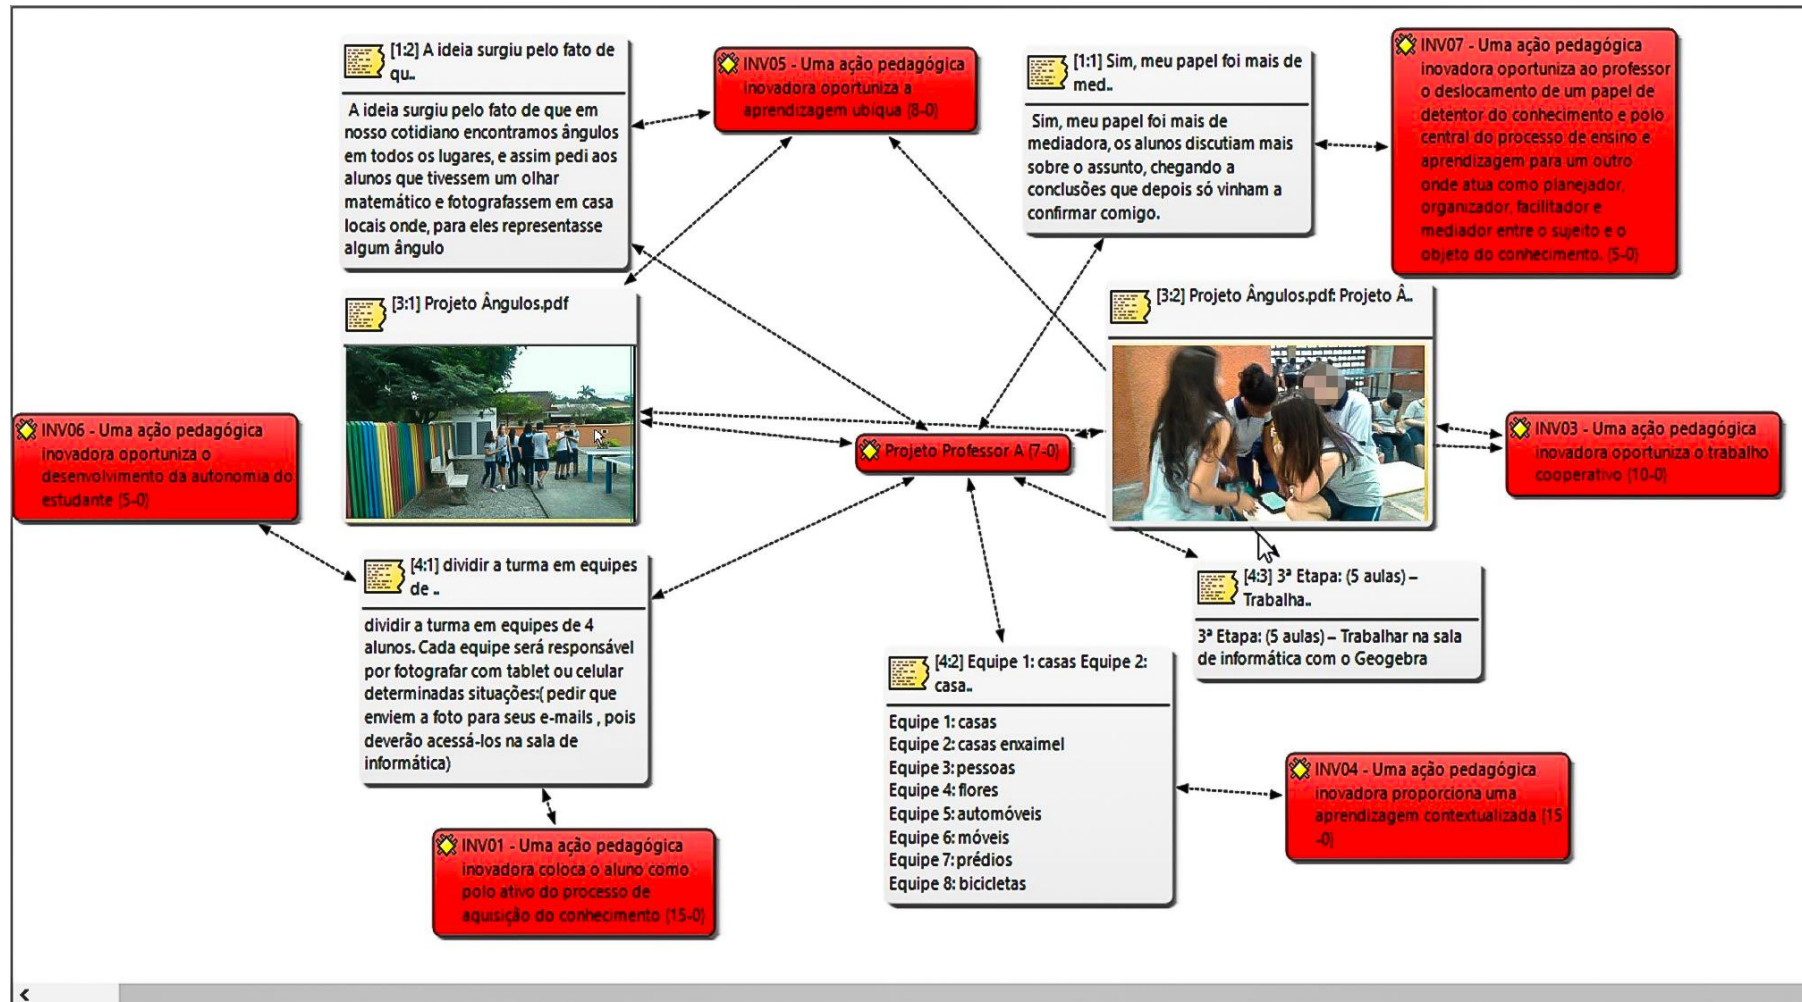 [1:2] A ideia surgiu pelo fato de
qu..
A ideia surgiu pelo fato de que em
nosso cotidiano encontramos ângulos
em todos os lugares, e assim pedi aos
alunos que tivessem um olhar
matemático e fotografassem em casa
locais onde, para eles representasse
algum ângulo
INV05 - Uma ação pedagógica
inovadora oportuniza a
aprendizagem ubíqua {8-0}
[1:1] Sim, meu papel foi mais de
med..
Sim, meu papel foi mais de
mediadora, os alunos discutiam mais
sobre o assunto, chegando a
conclusões que depois só vinham a
confirmar comigo.
INV07 - Uma ação pedagógica
inovadora oportuniza ao professor
o deslocamento de um papel de
detentor do conhecimento e polo
central do processo de ensino e
aprendizagem para um outro
onde atua como planejador,
organizador, facilitador e
mediador entre o sujeito e o
objeto do conhecimento. {5-0}
[3:1] Projeto Ângulos.pdf
[3:2] Projeto Ângulos.pdf: Projeto Â..
INV06 - Uma ação pedagógica
inovadora oportuniza o
desenvolvimento da autonomia do
estudante {5-0}
Projeto Professor A {7-0}
INV03 - Uma ação pedagógica
inovadora oportuniza o trabalho
cooperativo {10-0}
[4:1] dividir a turma em equipes
de ..
dividir a turma em equipes de 4
alunos. Cada equipe será responsável
por fotografar com tablet ou celular
determinadas situações:( pedir que
enviem a foto para seus e-mails , pois
deverão acessá-los na sala de
informática)
[4:3] 3ª Etapa: (5 aulas) –
Trabalha..
3ª Etapa: (5 aulas) – Trabalhar na sala
de informática com o Geogebra
[4:2] Equipe 1: casas Equipe 2:
casa..
Equipe 1: casas
Equipe 2: casas enxaimel
Equipe 3: pessoas
Equipe 4: flores
Equipe 5: automóveis
Equipe 6: móveis
Equipe 7: prédios
Equipe 8: bicicletas
INV04 - Uma ação pedagógica
inovadora proporciona uma
aprendizagem contextualizada {15
-0}
INV01 - Uma ação pedagógica
inovadora coloca o aluno como
polo ativo do processo de
aquisição do conhecimento {15-0}